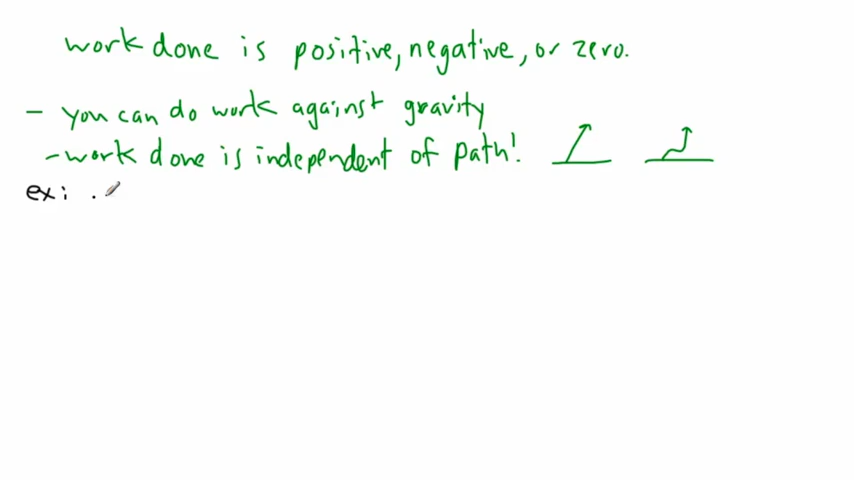 work done is positive, negative, or zero.
- you can do work against gravity
- work done is independent of path!
ex: .